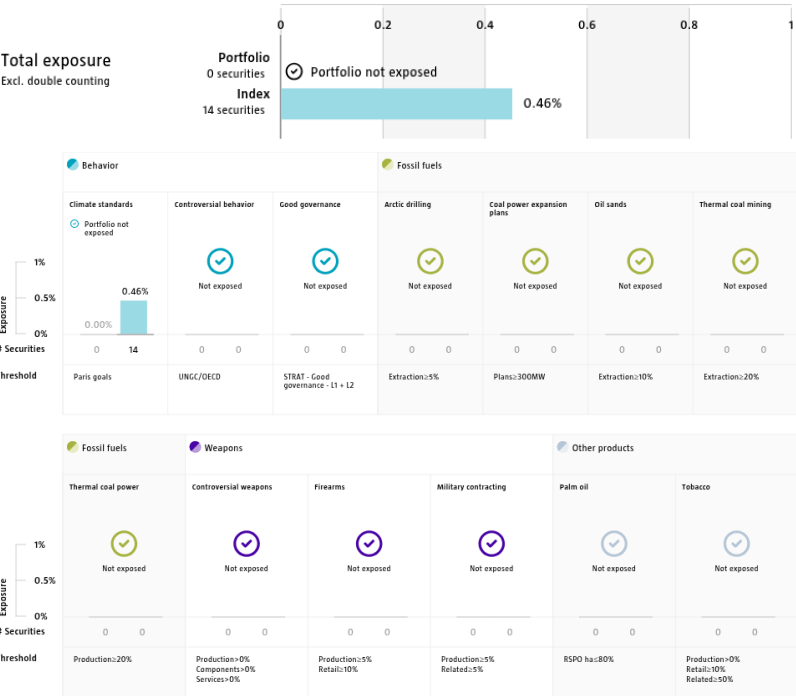 0 0.2 0.4 0.6 0.8 1
Total exposure
Excl. double counting
Portfolio
0 securities
Portfolio not exposed
Index
14 securities
0.46%
Behavior
Fossil fuels
Climate standards
Controversial behavior
Good governance
Arctic drilling
Coal power expansion
plans
Oil sands
Thermal coal mining
Portfolio not
exposed
Not exposed
Not exposed
Not exposed
Not exposed
Not exposed
Not exposed
Exposure
1%
0.5%
0%
0.00%
0.46%
# Securities
0 14
0 0
0 0
0 0
0 0
0 0
0 0
hreshold
Paris goals
UNGC/OECD
STRAT - Good
governance - L1 + L2
Extraction≥5%
Plans≥300MW
Extraction≥10%
Extraction≥20%
Fossil fuels
Weapons
Other products
Thermal coal power
Controversial weapons
Firearms
Military contracting
Palm oil
Tobacco
Not exposed
Not exposed
Not exposed
Not exposed
Not exposed
Not exposed
Exposure
1%
0.5%
0%
# Securities
0 0
0 0
0 0
0 0
0 0
0 0
hreshold
Production≥20%
Production>0%
Components>0%
Services>0%
Production≥5%
Retail≥10%
Production≥5%
Related≥5%
RSPO ha≤80%
Production>0%
Retail≥10%
Related≥50%